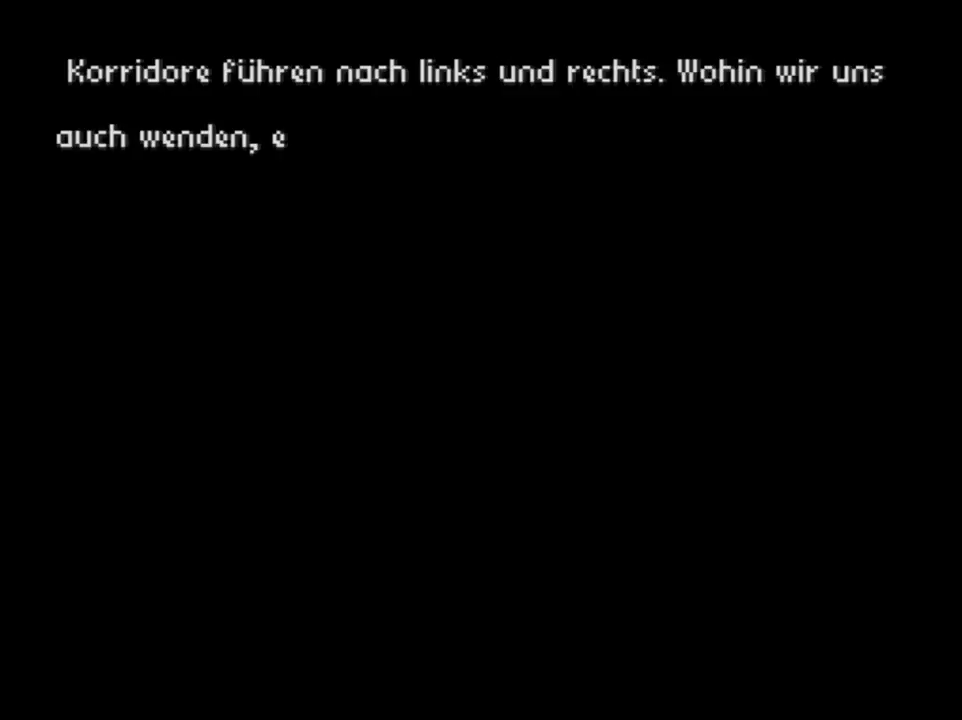 Korridore führen nach links und rechts. Wohin wir uns
auch wenden, e